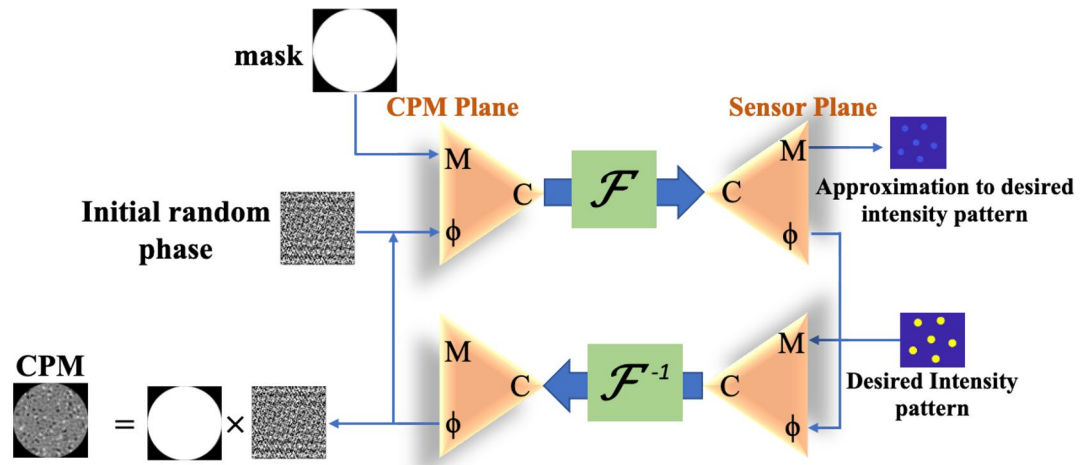 mask
CPM Plane
Sensor Plane
M
C
ϕ
ℱ
C
M
ϕ
Approximation to desired
intensity pattern
Initial random
phase
M
C
ϕ
ℱ -1
C
M
ϕ
Desired Intensity
pattern
CPM
= ×